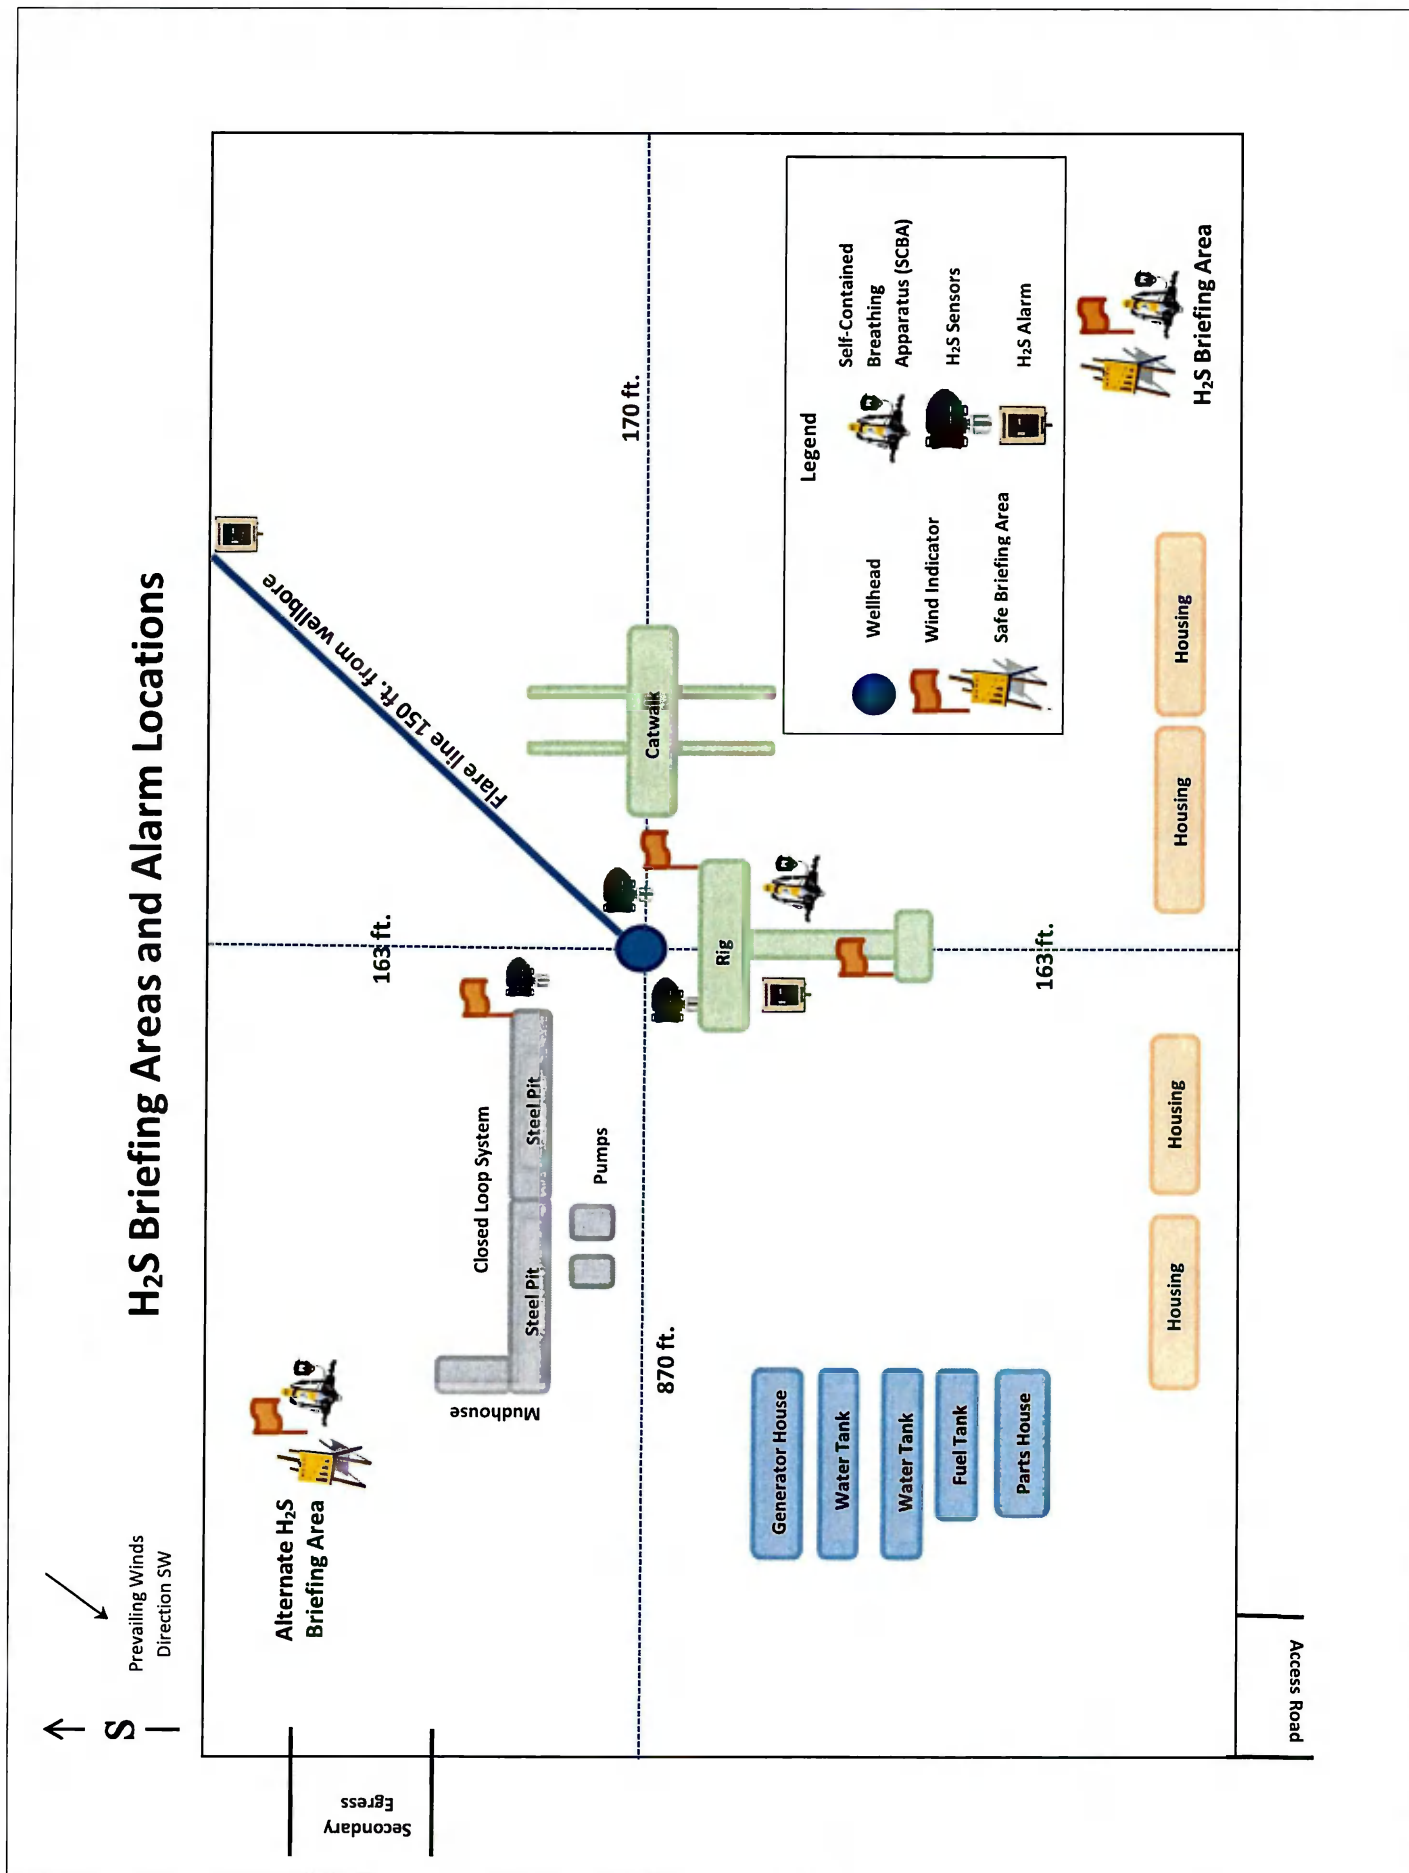 H₂S Briefing Areas and Alarm Locations
S
Prevailing Winds
Direction SW
Secondary
Egress
Alternate H₂S
Briefing Area
Mudhouse
Closed Loop System
Steel Pit
Steel Pit
Pumps
163 ft.
Flare line 150 ft. from wellbore
870 ft.
170 ft.
Catwalk
Rig
163 ft.
Generator House
Water Tank
Water Tank
Fuel Tank
Parts House
Legend
Wellhead
Self-Contained
Breathing
Apparatus (SCBA)
Wind Indicator
H₂S Sensors
Safe Briefing Area
H₂S Alarm
Housing
Housing
Housing
Housing
H₂S Briefing Area
Access Road